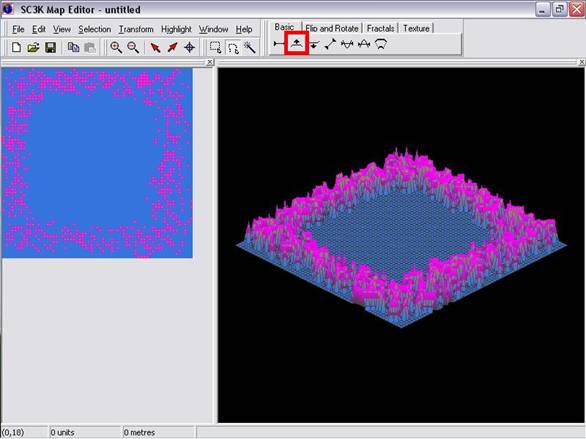 SC3K Map Editor - untitled
File Edit View Selection Transform Highlight Window Help
Basic Flip and Rotate Fractals Texture
(0,18) 0 units 0 metres